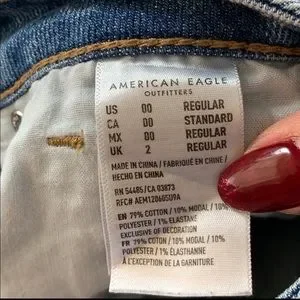 AMERICAN EAGLE
OUTFITTERS
US 00 REGULAR
CA 00 STANDARD
MX 00 REGULAR
UK 2 REGULAR
MADE IN CHINA / FABRIQUÉ EN CHINE /
HECHO EN CHINA
RN 54485/CA 03873
RFC# AEM120605U9A
EN 79% COTTON / 10% MODAL / 10%
POLYESTER / 1% ELASTANE
EXCLUSIVE OF DECORATION
FR 79% COTON / 10% MODAL / 10%
POLYESTER / 1% ÉLASTHANNE
À L'EXCEPTION DE LA GARNITURE